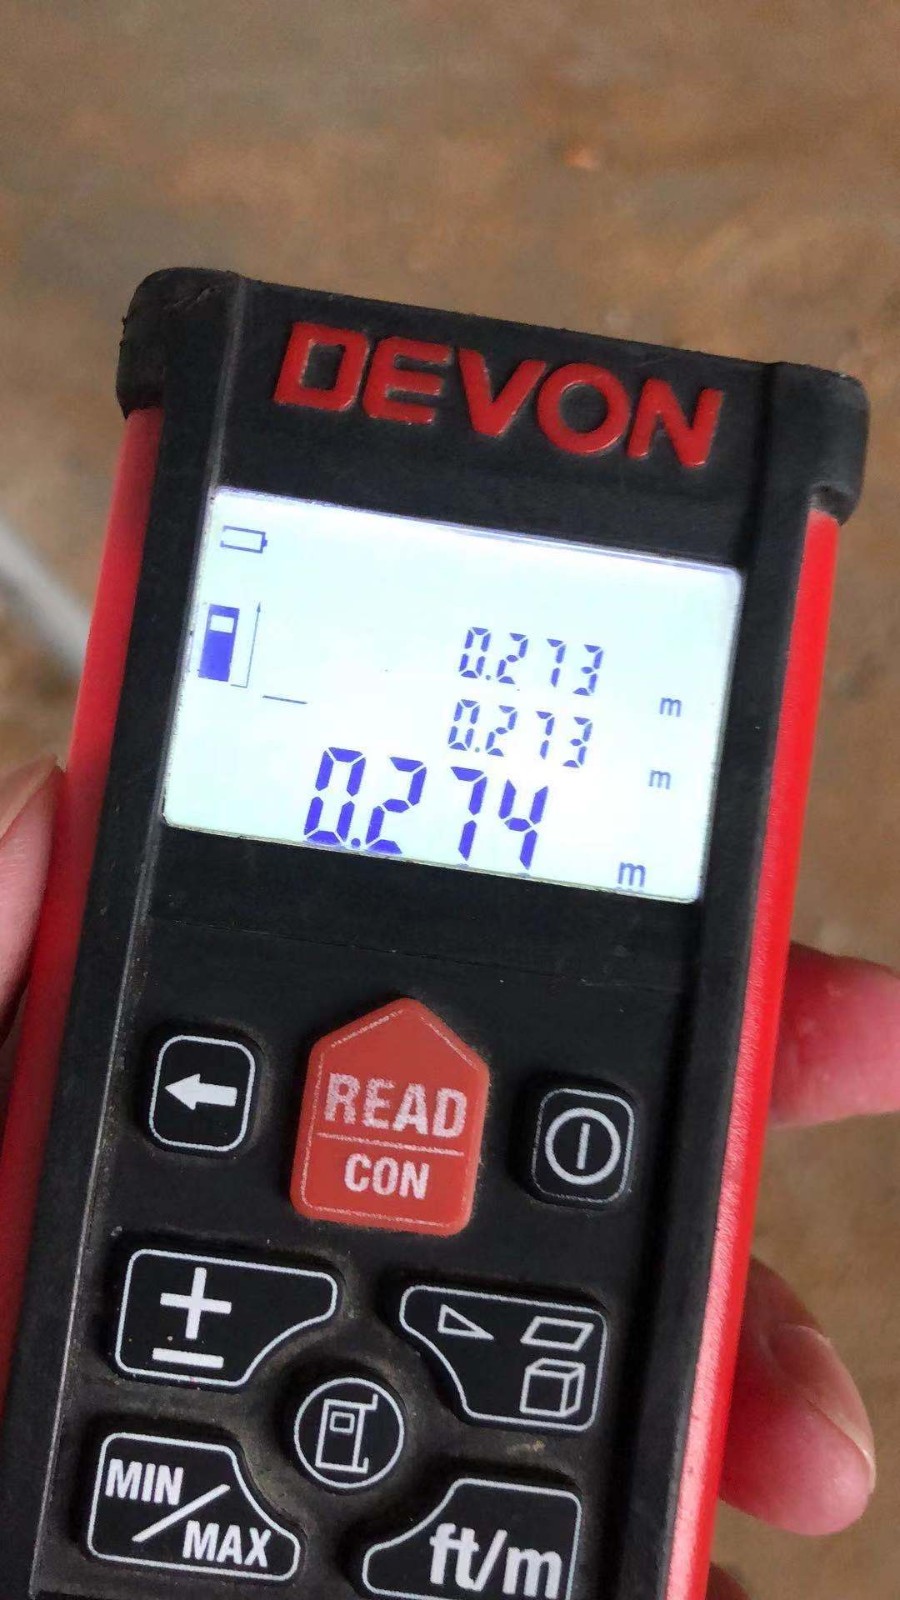 DEVON
0.273 m
0.273 m
0.274 m
READ
CON
MIN/MAX
ft/m